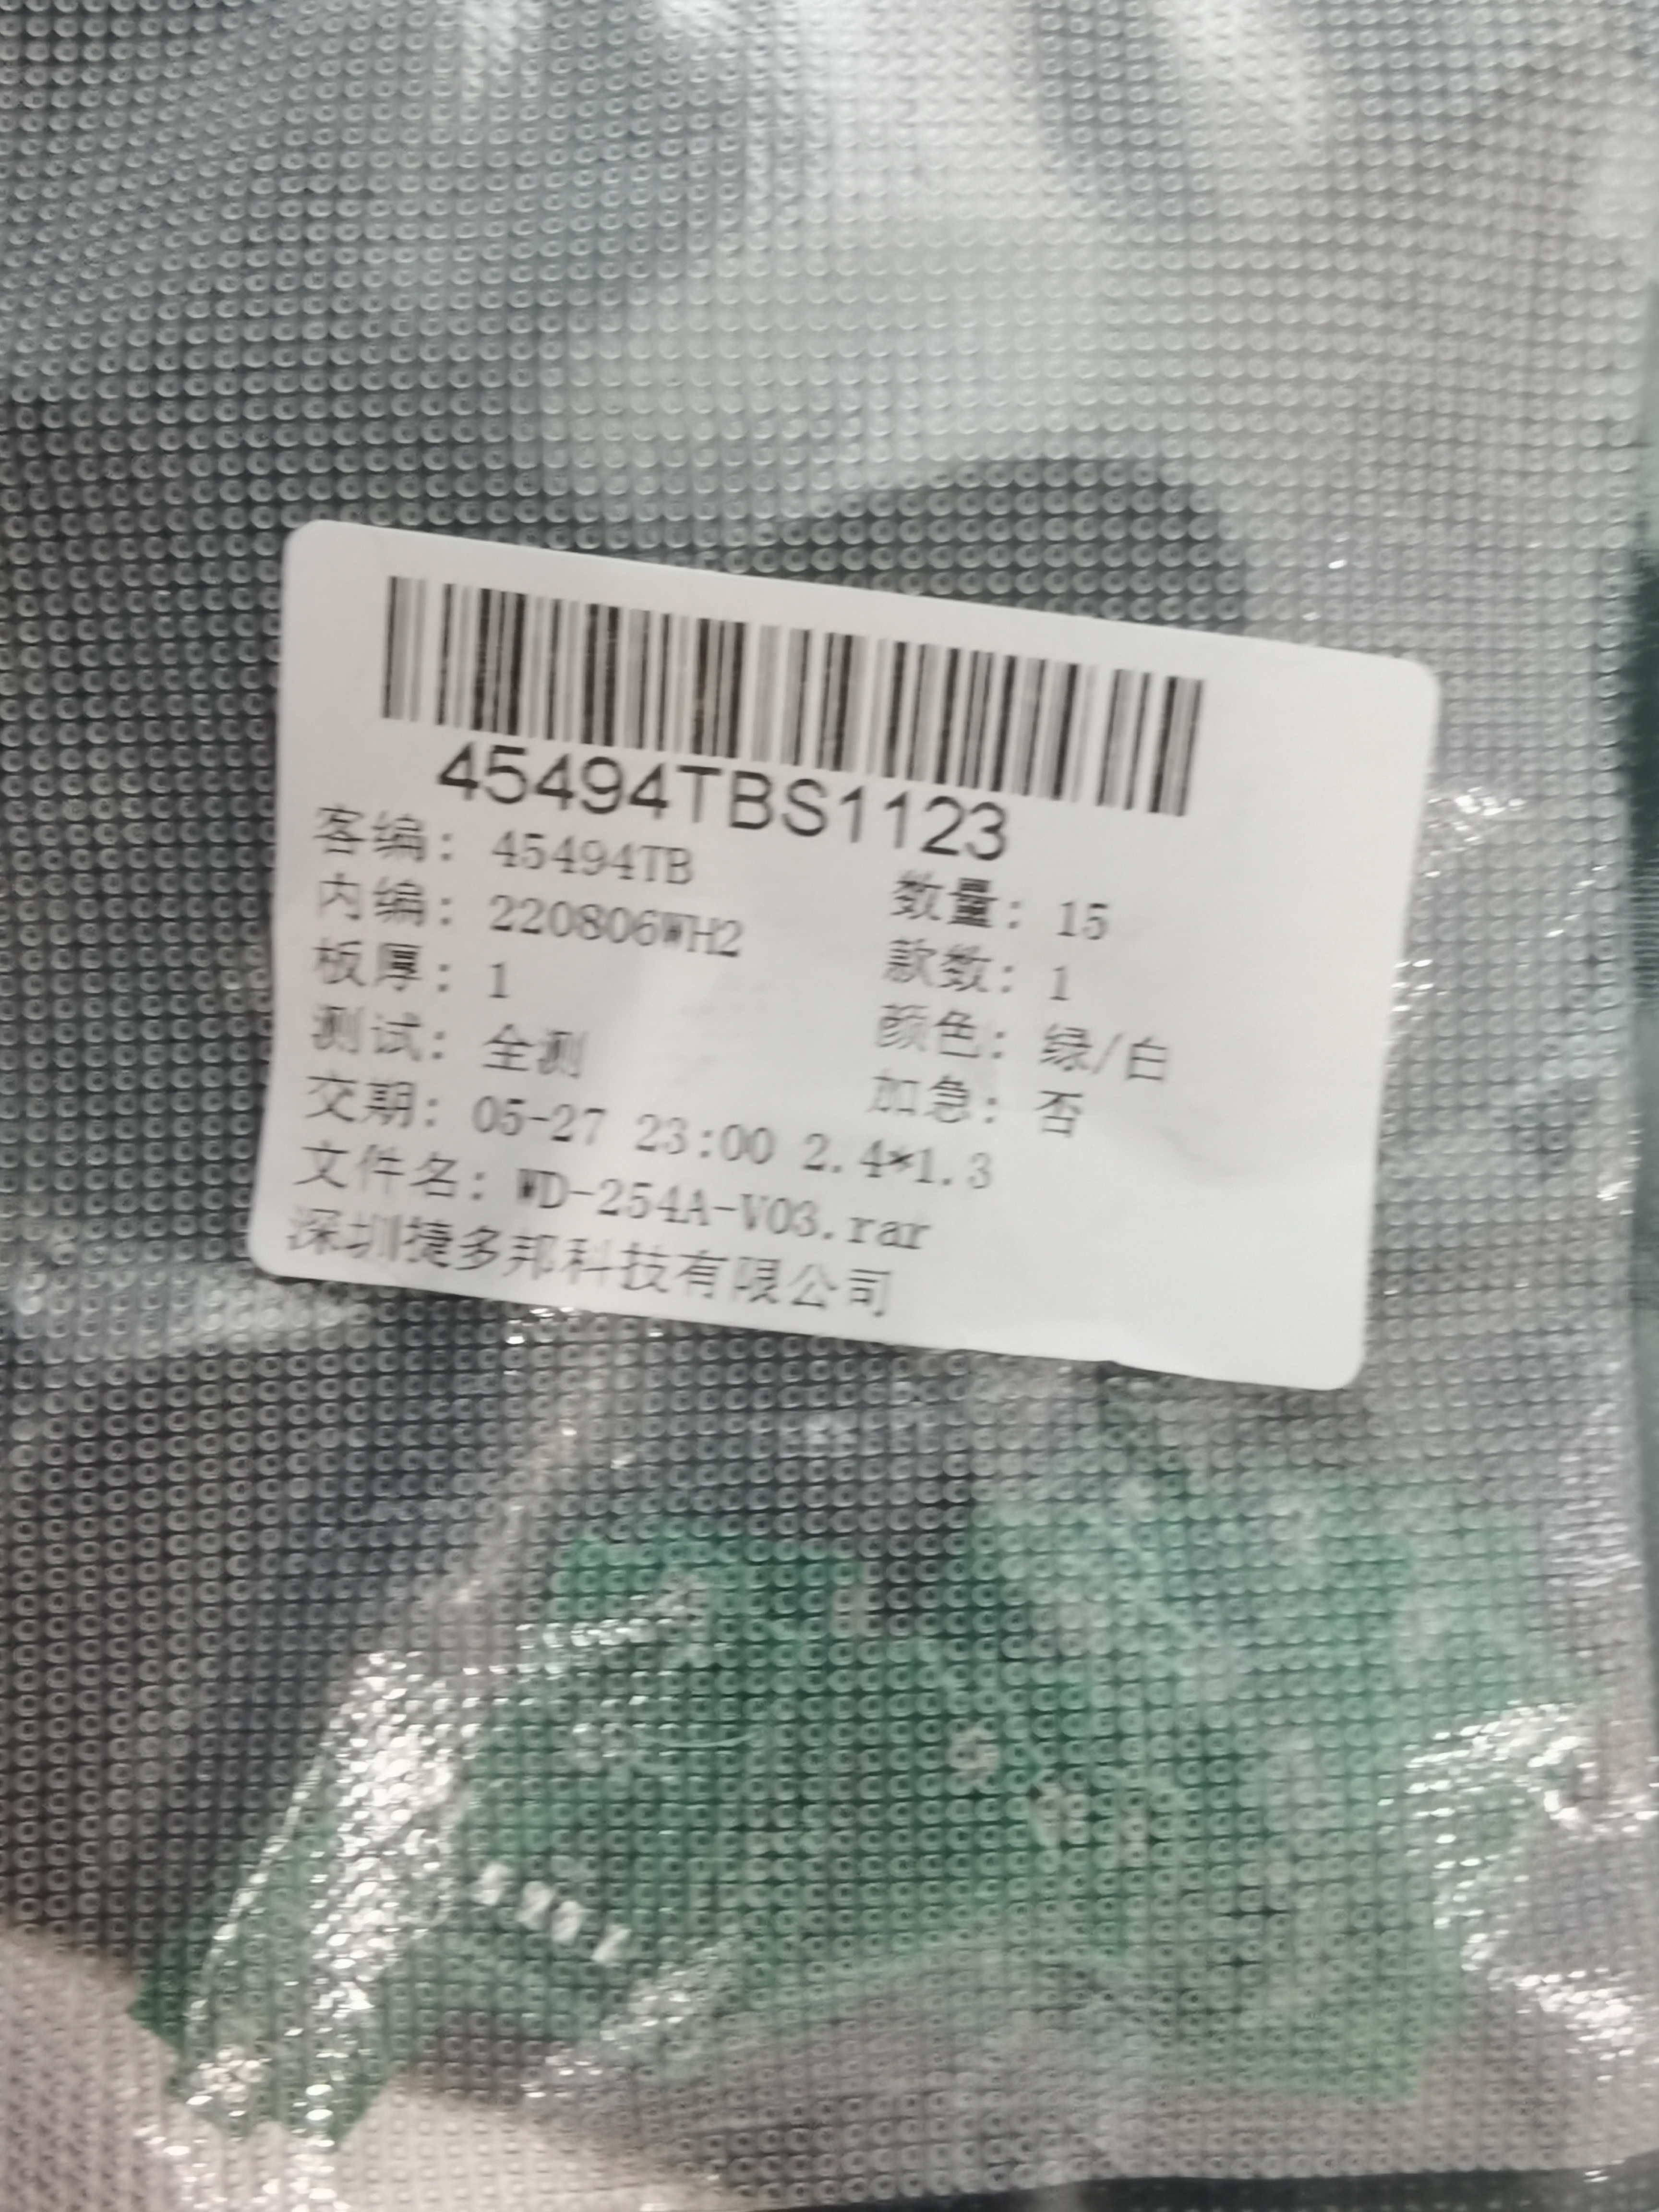 45494TBS1123
客编: 45494TB 数量: 15
内编: 220806WH2 款数: 1
板厚: 1 颜色: 绿/白
测试: 全测 加急: 否
交期: 05-27 23:00 2.4*1.3
文件名: WD-254A-V03.rar
深圳捷多邦科技有限公司